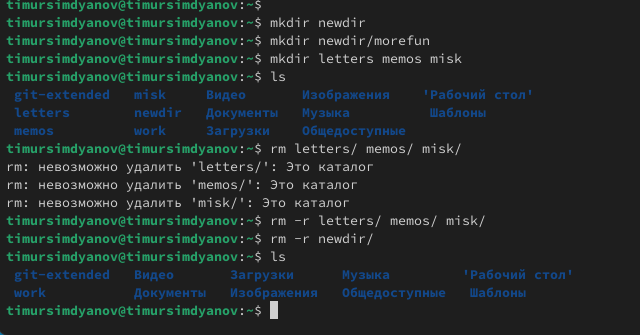 timursimdyanov@timursimdyanov:~$
timursimdyanov@timursimdyanov:~$ mkdir newdir
timursimdyanov@timursimdyanov:~$ mkdir newdir/morefun
timursimdyanov@timursimdyanov:~$ mkdir letters memos misk
timursimdyanov@timursimdyanov:~$ ls
git-extended misk Видео Изображения 'Рабочий стол'
letters newdir Документы Музыка Шаблоны
memos work Загрузки Общедоступные
timursimdyanov@timursimdyanov:~$ rm letters/ memos/ misk/
rm: невозможно удалить 'letters/': Это каталог
rm: невозможно удалить 'memos/': Это каталог
rm: невозможно удалить 'misk/': Это каталог
timursimdyanov@timursimdyanov:~$ rm -r letters/ memos/ misk/
timursimdyanov@timursimdyanov:~$ rm -r newdir/
timursimdyanov@timursimdyanov:~$ ls
git-extended Видео Загрузки Музыка 'Рабочий стол'
work Документы Изображения Общедоступные Шаблоны
timursimdyanov@timursimdyanov:~$